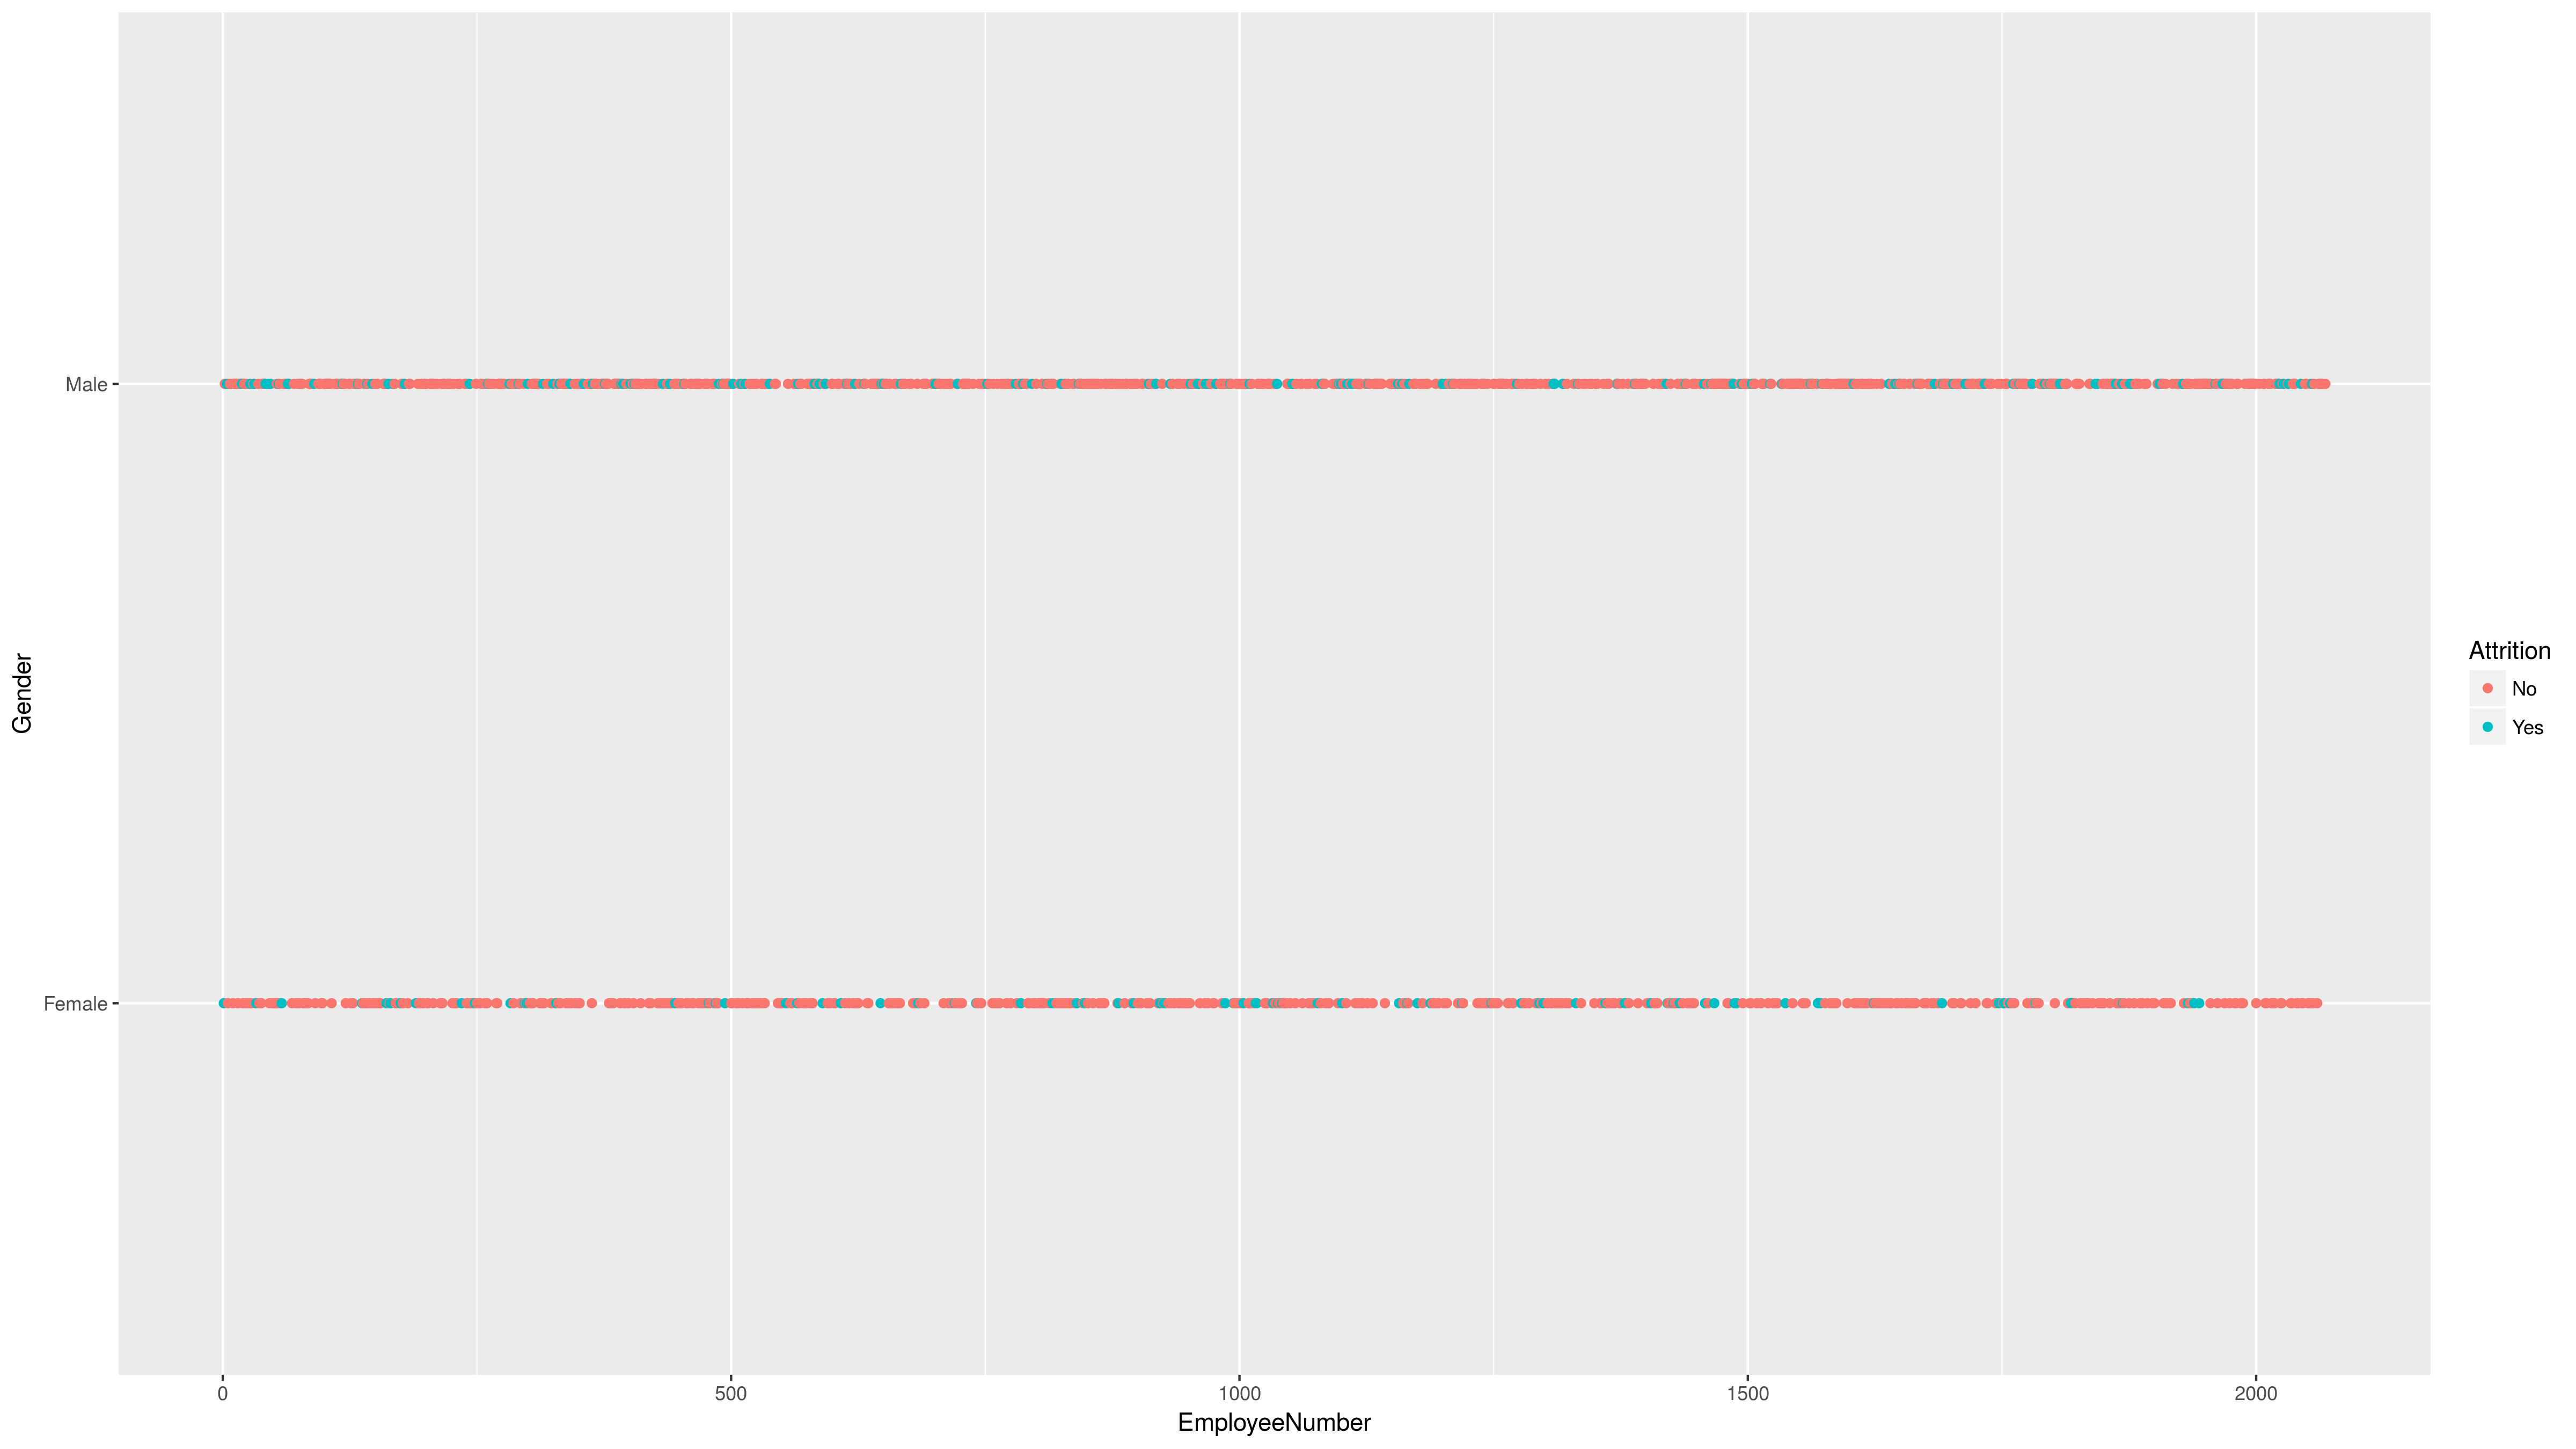 Male
Female
Gender
0 500 1000 1500 2000
EmployeeNumber
Attrition
No
Yes